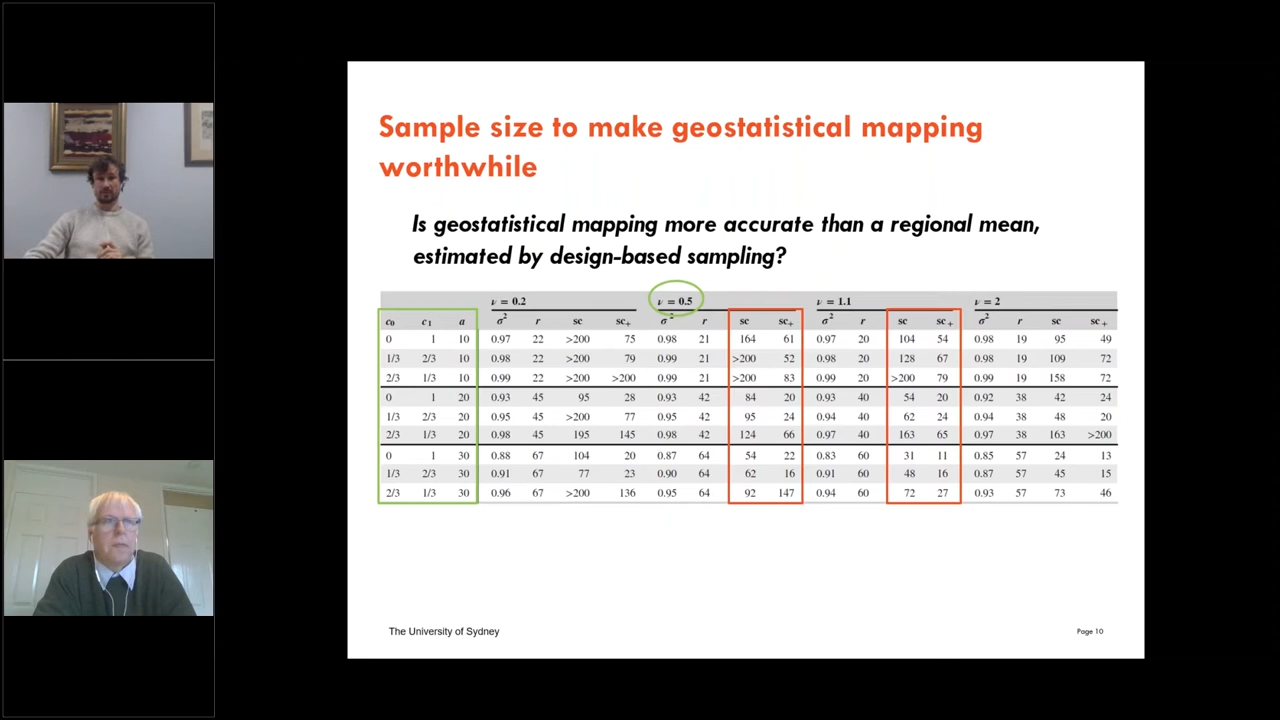 Sample size to make geostatistical mapping
worthwhile
Is geostatistical mapping more accurate than a regional mean,
estimated by design-based sampling?
ν = 0.2 ν = 0.5 ν = 1.1 ν = 2
c0 c1 a σ2 r sc sc+ σ2 r sc sc+ σ2 r sc sc+ σ2 r sc sc+
0 1 10 0.97 22 >200 75 0.98 21 164 61 0.97 20 104 54 0.98 19 95 49
1/3 2/3 10 0.98 22 >200 79 0.99 21 >200 52 0.98 20 128 67 0.98 19 109 72
2/3 1/3 10 0.99 22 >200 >200 0.99 21 >200 83 0.99 20 >200 79 0.99 19 158 72
0 1 20 0.93 45 95 28 0.93 42 84 20 0.93 40 54 20 0.92 38 42 24
1/3 2/3 20 0.95 45 >200 77 0.95 42 95 24 0.94 40 62 24 0.94 38 48 20
2/3 1/3 20 0.98 45 195 145 0.98 42 124 66 0.97 40 163 65 0.97 38 163 >200
0 1 30 0.88 67 104 20 0.87 64 54 22 0.83 60 31 11 0.85 57 24 13
1/3 2/3 30 0.91 67 77 23 0.90 64 62 16 0.91 60 48 16 0.87 57 45 15
2/3 1/3 30 0.96 67 >200 136 0.95 64 92 147 0.94 60 72 27 0.93 57 73 46
The University of Sydney
Page 10